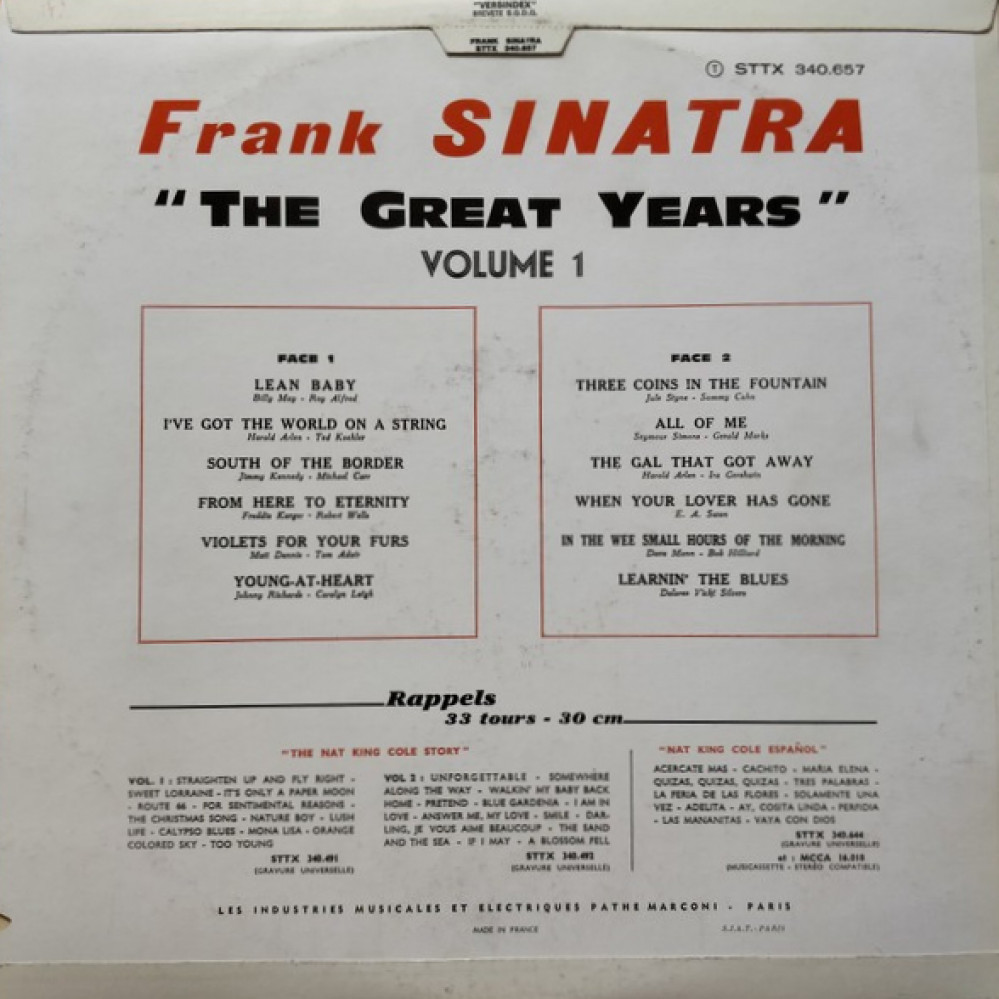 "VERSINDEX"
BREVETÉ S.G.D.G.
FRANK SINATRA
STTX 340.657
Ⓣ STTX 340.657
Frank SINATRA
"THE GREAT YEARS"
VOLUME 1
FACE 1
LEAN BABY
Billy May - Roy Alfred
I'VE GOT THE WORLD ON A STRING
Harold Arlen - Ted Koehler
SOUTH OF THE BORDER
Jimmy Kennedy - Michael Carr
FROM HERE TO ETERNITY
Freddie Karger - Robert Wells
VIOLETS FOR YOUR FURS
Matt Dennis - Tom Adair
YOUNG-AT-HEART
Johnny Richards - Carolyn Leigh
FACE 2
THREE COINS IN THE FOUNTAIN
Jule Styne - Sammy Cahn
ALL OF ME
Seymour Simons - Gerald Marks
THE GAL THAT GOT AWAY
Harold Arlen - Ira Gershwin
WHEN YOUR LOVER HAS GONE
E. A. Swan
IN THE WEE SMALL HOURS OF THE MORNING
Dave Mann - Bob Hilliard
LEARNIN' THE BLUES
Dolores Vicki Silvers
Rappels
33 tours - 30 cm
"THE NAT KING COLE STORY"
VOL. 1 : STRAIGHTEN UP AND FLY RIGHT -
SWEET LORRAINE - IT'S ONLY A PAPER MOON
- ROUTE 66 - FOR SENTIMENTAL REASONS -
THE CHRISTMAS SONG - NATURE BOY - LUSH
LIFE - CALYPSO BLUES - MONA LISA - ORANGE
COLORED SKY - TOO YOUNG
STTX 340.491
(GRAVURE UNIVERSELLE)
VOL 2 : UNFORGETTABLE - SOMEWHERE
ALONG THE WAY - WALKIN' MY BABY BACK
HOME - PRETEND - BLUE GARDENIA - I AM IN
LOVE - ANSWER ME, MY LOVE - SMILE - DAR-
LING, JE VOUS AIME BEAUCOUP - THE SAND
AND THE SEA - IF I MAY - A BLOSSOM FELL
STTX 340.492
(GRAVURE UNIVERSELLE)
"NAT KING COLE ESPAÑOL"
ACERCATE MAS - CACHITO - MARIA ELENA -
QUIZAS, QUIZAS, QUIZAS - TRES PALABRAS -
LA FERIA DE LAS FLORES - SOLAMENTE UNA
VEZ - ADELITA - AY, COSITA LINDA - PERFIDIA
- LAS MANANITAS - VAYA CON DIOS
STTX 340.644
(GRAVURE UNIVERSELLE)
et : MCCA 16.010
(MUSICASSETTE - STÉRÉO COMPATIBLE)
LES INDUSTRIES MUSICALES ET ELECTRIQUES PATHE MARCONI - PARIS
MADE IN FRANCE
S.I.A.T. - PARIS